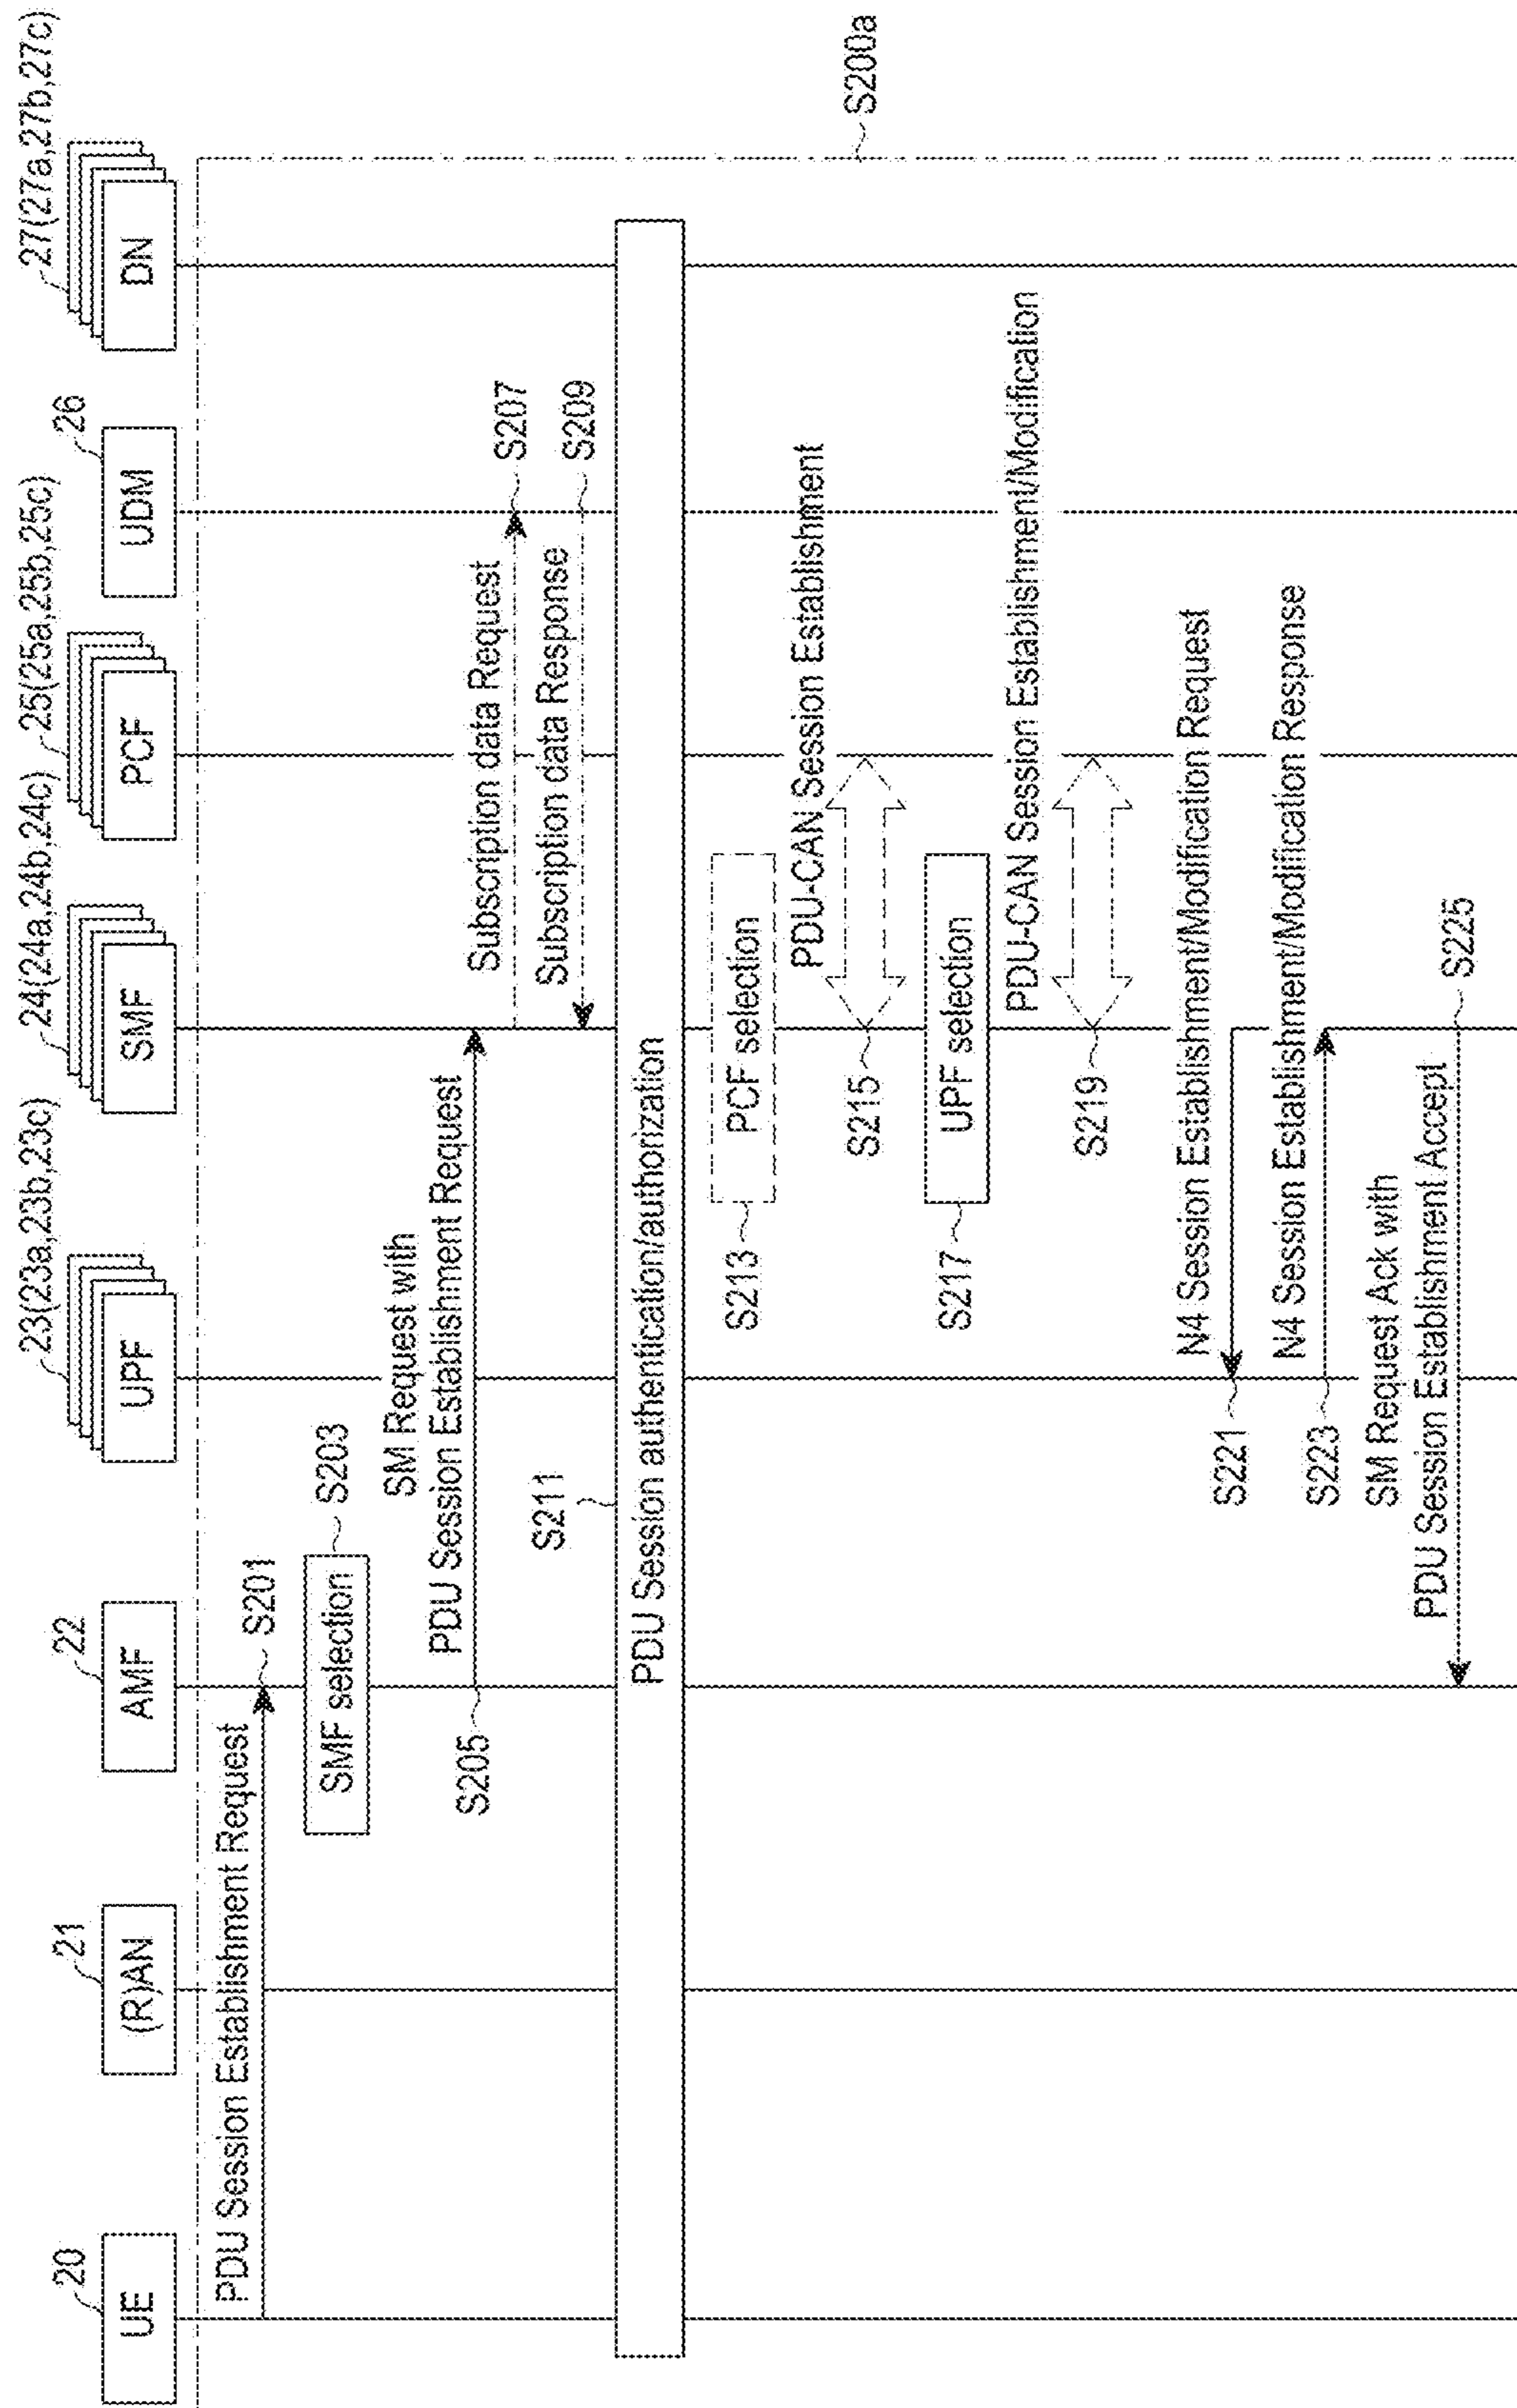 20
21
22
23(23a,23b,23c)
24(24a,24b,24c)
25(25a,25b,25c)
26
27(27a,27b,27c)
UE
(R)AN
AMF
UPF
SMF
PCF
UDM
DN
PDU Session Establishment Request
S201
SMF selection
S203
SM Request with
PDU Session Establishment Request
S205
Subscription data Request
S207
Subscription data Response
S209
S211
PDU Session authentication/authorization
S213
PCF selection
PDU-CAN Session Establishment
S215
S200a
S217
UPF selection
PDU-CAN Session Establishment/Modification
S219
N4 Session Establishment/Modification Request
S221
N4 Session Establishment/Modification Response
S223
SM Request Ack with
PDU Session Establishment Accept
S225